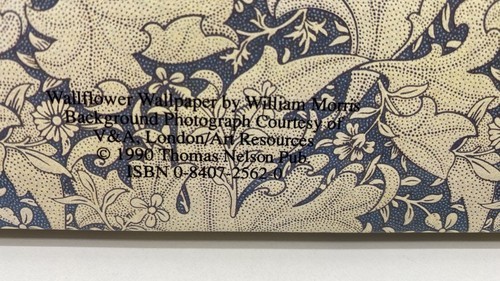 Wallflower Wallpaper by William Morris
Background Photograph Courtesy of
V&A, London/Art Resources
© 1990 Thomas Nelson Pub.
ISBN 0-8407-2562-0